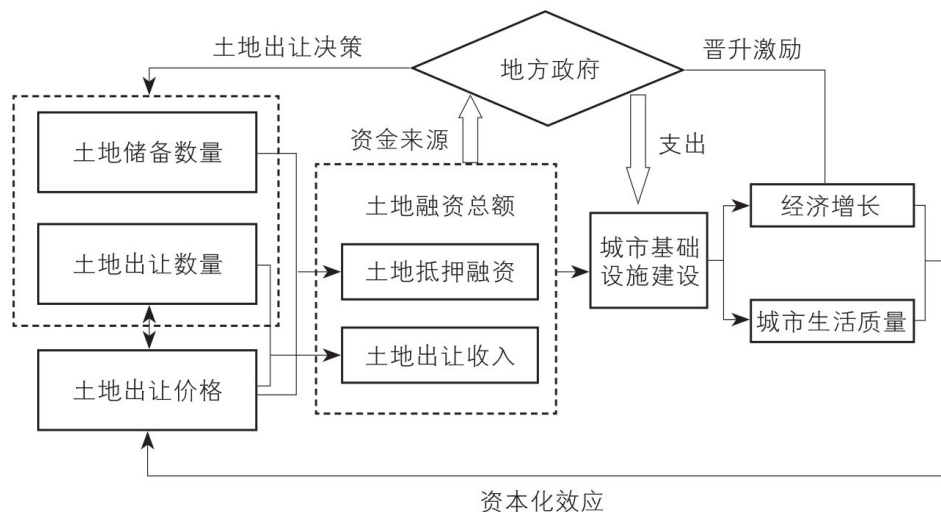 土地出让决策
地方政府
晋升激励
土地储备数量
资金来源
支出
土地融资总额
经济增长
土地出让数量
土地抵押融资
城市基础
设施建设
城市生活质量
土地出让收入
土地出让价格
资本化效应